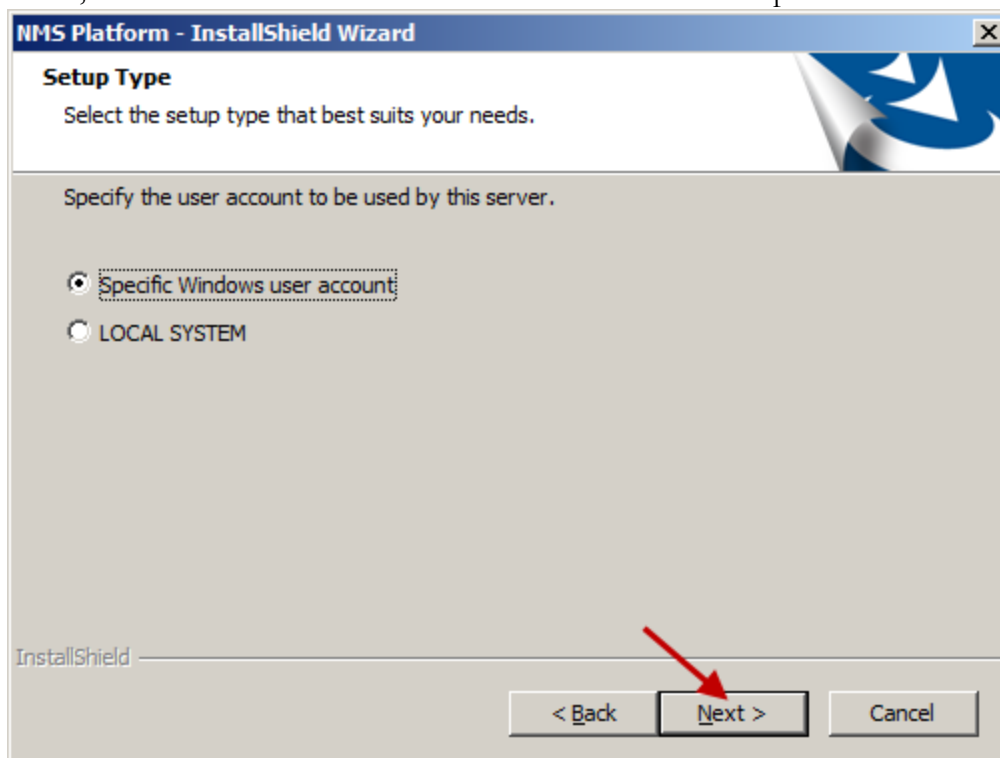 NMS Platform - InstallShield Wizard
Setup Type
Select the setup type that best suits your needs.
Specify the user account to be used by this server.
Specific Windows user account
LOCAL SYSTEM
InstallShield
< Back Next > Cancel